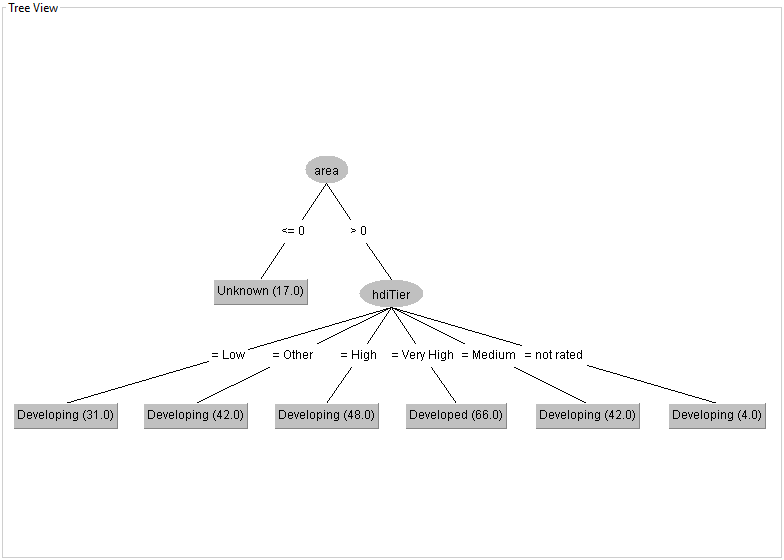 Tree View
area
<= 0
> 0
Unknown (17.0)
hdiTier
= Low
= Other
= High
= Very High
= Medium
= not rated
Developing (31.0)
Developing (42.0)
Developing (48.0)
Developed (66.0)
Developing (42.0)
Developing (4.0)